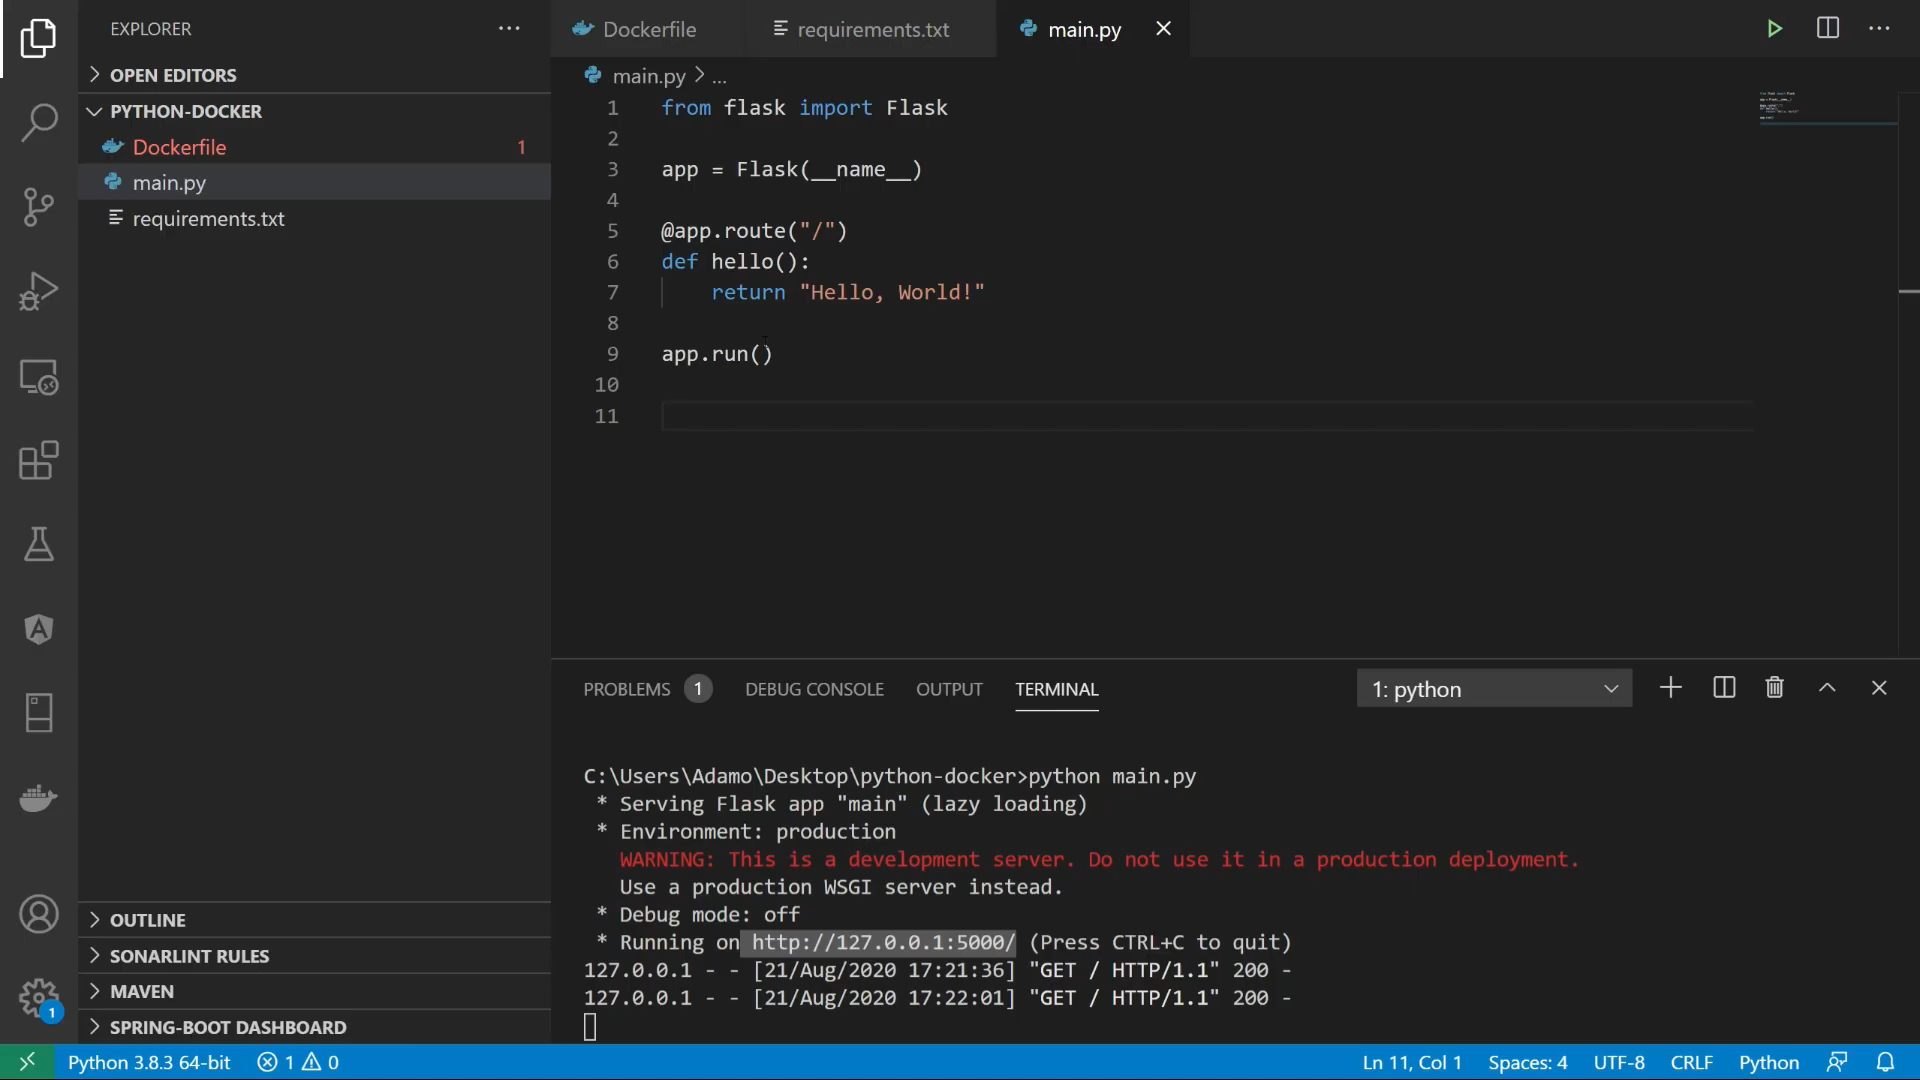 EXPLORER
OPEN EDITORS
PYTHON-DOCKER
Dockerfile 1
main.py
requirements.txt
OUTLINE
SONARLINT RULES
MAVEN
SPRING-BOOT DASHBOARD
Dockerfile requirements.txt main.py
main.py > ...
1 from flask import Flask
2
3 app = Flask(__name__)
4
5 @app.route("/")
6 def hello():
7 return "Hello, World!"
8
9 app.run()
10
11
PROBLEMS 1 DEBUG CONSOLE OUTPUT TERMINAL 1: python
C:\Users\Adamo\Desktop\python-docker>python main.py
* Serving Flask app "main" (lazy loading)
* Environment: production
WARNING: This is a development server. Do not use it in a production deployment.
Use a production WSGI server instead.
* Debug mode: off
* Running on http://127.0.0.1:5000/ (Press CTRL+C to quit)
127.0.0.1 - - [21/Aug/2020 17:21:36] "GET / HTTP/1.1" 200 -
127.0.0.1 - - [21/Aug/2020 17:22:01] "GET / HTTP/1.1" 200 -
1
Python 3.8.3 64-bit 1 0 Ln 11, Col 1 Spaces: 4 UTF-8 CRLF Python